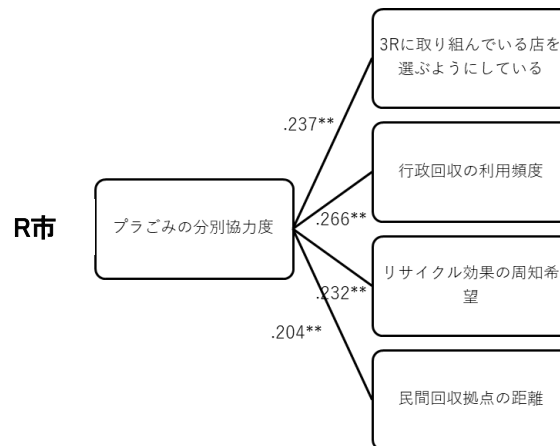 3Rに取り組んでいる店を
選ぶようにしている
.237**
行政回収の利用頻度
R市
プラごみの分別協力度
.266**
リサイクル効果の周知希
望
.232**
.204**
民間回収拠点の距離